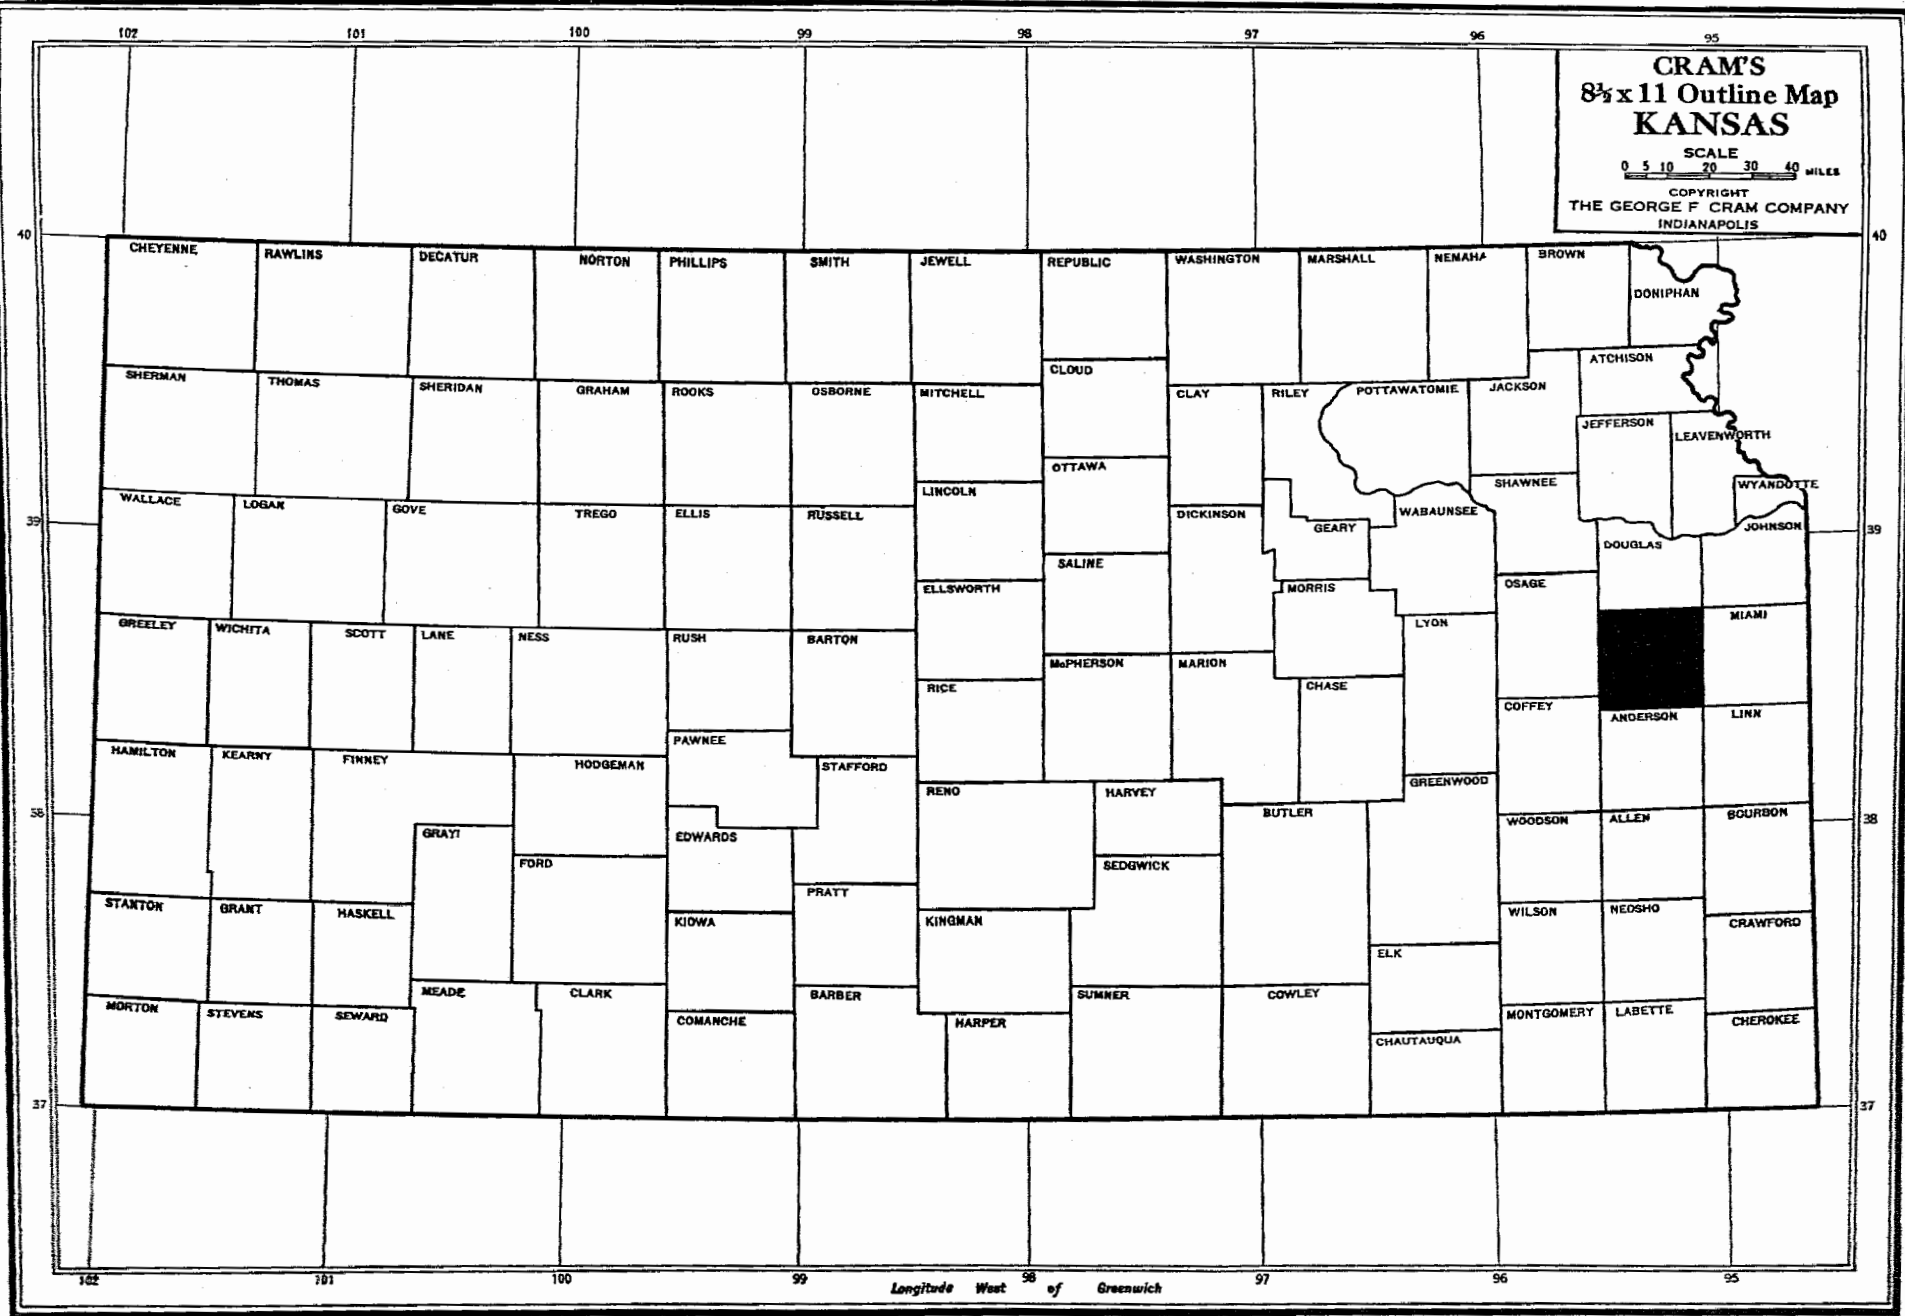 102 101 100 99 98 97 96 95
CRAM'S
8½ x 11 Outline Map
KANSAS
SCALE
0 5 10 20 30 40 MILES
COPYRIGHT
THE GEORGE F CRAM COMPANY
INDIANAPOLIS
40 40
CHEYENNE RAWLINS DECATUR NORTON PHILLIPS SMITH JEWELL REPUBLIC WASHINGTON MARSHALL NEMAHA BROWN
DONIPHAN
ATCHISON
SHERMAN THOMAS SHERIDAN GRAHAM ROOKS OSBORNE MITCHELL CLOUD CLAY RILEY POTTAWATOMIE JACKSON
JEFFERSON
LEAVENWORTH
OTTAWA
SHAWNEE WYANDOTTE
WALLACE LOGAN GOVE TREGO ELLIS RUSSELL LINCOLN DICKINSON GEARY WABAUNSEE JOHNSON
39 39
DOUGLAS
SALINE
ELLSWORTH MORRIS OSAGE
GREELEY WICHITA SCOTT LANE NESS RUSH BARTON LYON MIAMI
McPHERSON MARION
RICE CHASE
COFFEY ANDERSON LINN
PAWNEE
HAMILTON KEARNY FINNEY HODGEMAN STAFFORD
RENO HARVEY GREENWOOD
58 38
BUTLER WOODSON ALLEN BOURBON
GRAY EDWARDS
FORD SEDGWICK
PRATT
STANTON GRANT HASKELL KIOWA KINGMAN WILSON NEOSHO CRAWFORD
ELK
MEADE CLARK BARBER SUMNER COWLEY
MORTON STEVENS SEWARD COMANCHE HARPER MONTGOMERY LABETTE CHEROKEE
CHAUTAUQUA
37 37
102 101 100 99 98 97 96 95
Longitude West of Greenwich